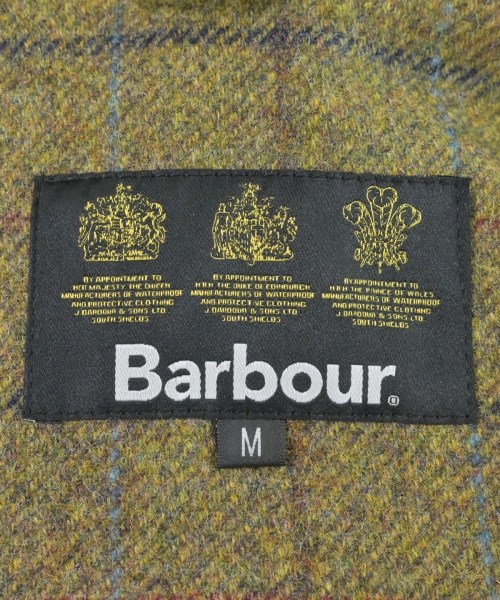 BY APPOINTMENT TO
HER MAJESTY THE QUEEN
MANUFACTURERS OF WATERPROOF
AND PROTECTIVE CLOTHING
J. BARBOUR & SONS LTD.
SOUTH SHIELDS
BY APPOINTMENT TO
H.R.H. THE DUKE OF EDINBURGH
MANUFACTURERS OF WATERPROOF
AND PROTECTIVE CLOTHING
J. BARBOUR & SONS LTD.
SOUTH SHIELDS
BY APPOINTMENT TO
H.R.H. THE PRINCE OF WALES
MANUFACTURERS OF WATERPROOF
AND PROTECTIVE CLOTHING
J. BARBOUR & SONS LTD.
SOUTH SHIELDS
Barbour®
M